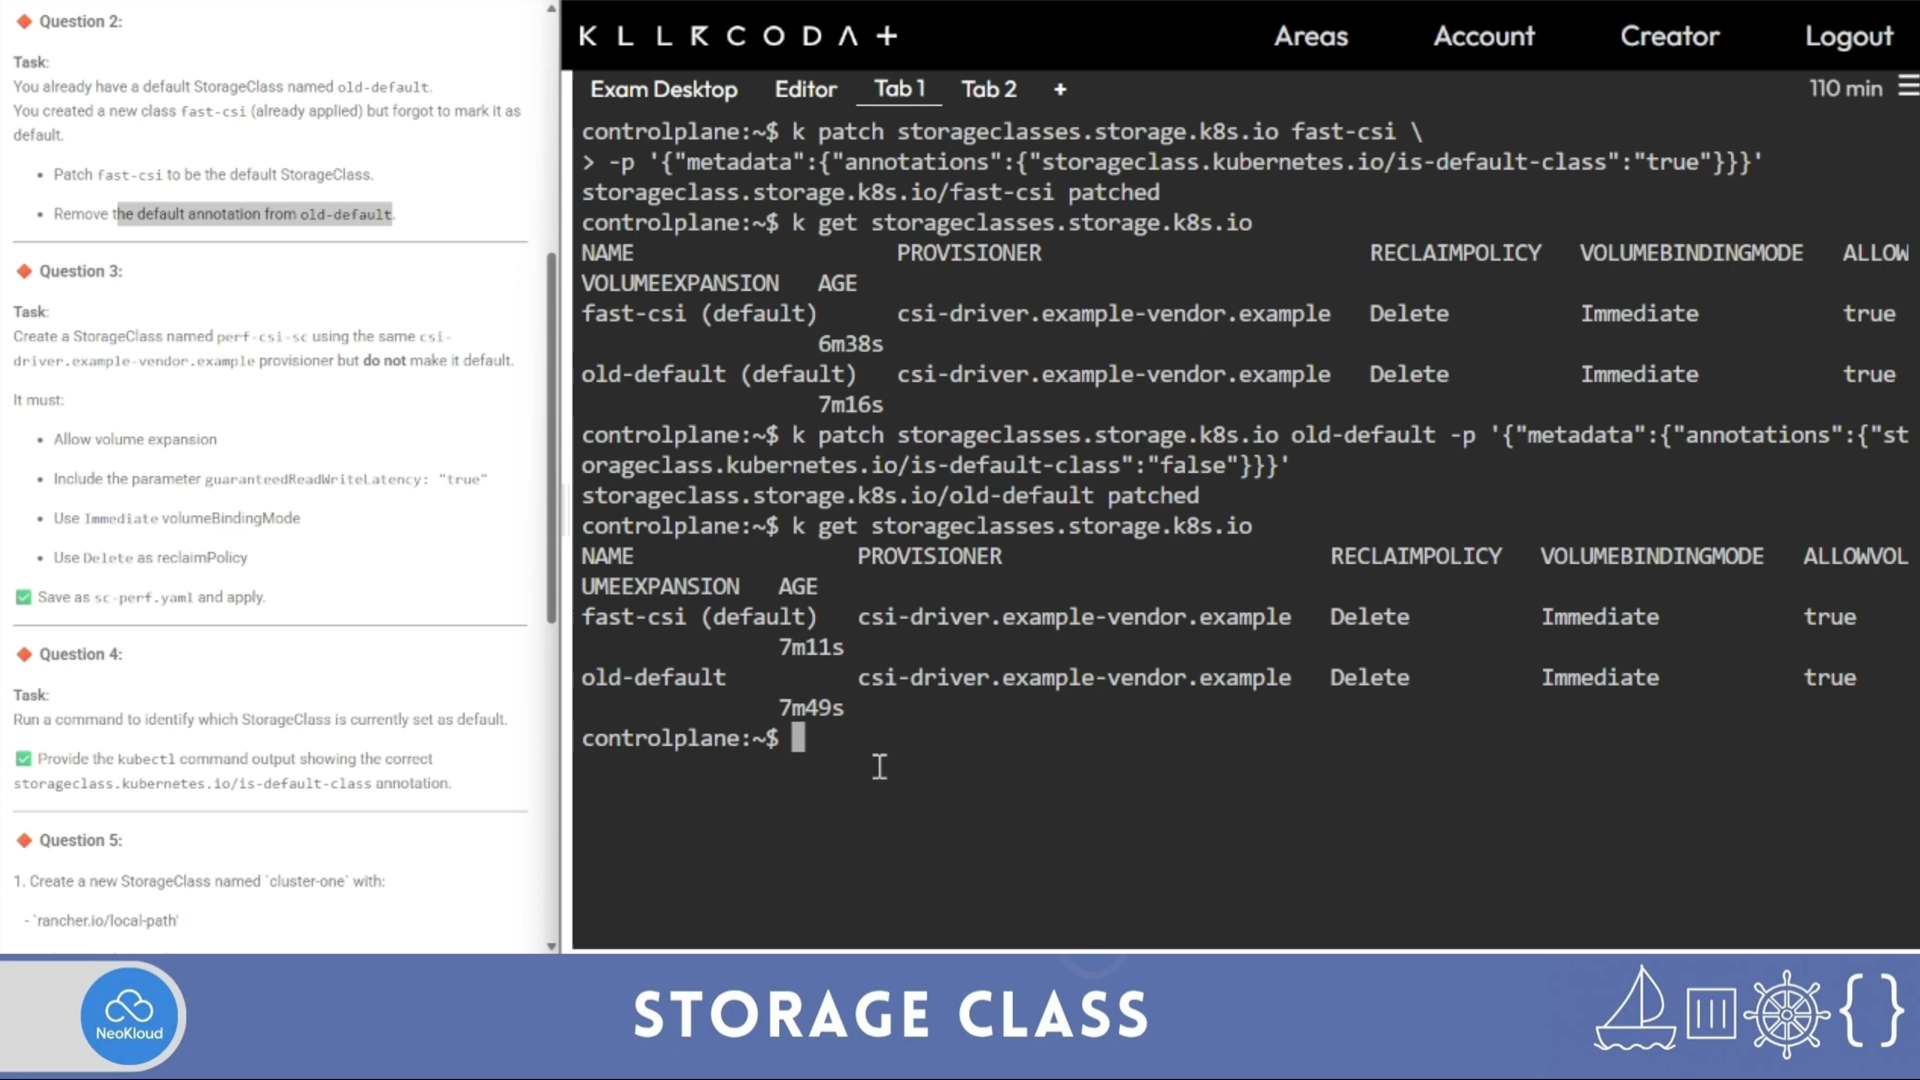 Question 2:
Task:
You already have a default StorageClass named old-default.
You created a new class fast-csi (already applied) but forgot to mark it as
default.
• Patch fast-csi to be the default StorageClass.
• Remove the default annotation from old-default.
Question 3:
Task:
Create a StorageClass named perf-csi-sc using the same csi-
driver.example-vendor.example provisioner but do not make it default.
It must:
• Allow volume expansion
• Include the parameter guaranteedReadWriteLatency: "true"
• Use Immediate volumeBindingMode
• Use Delete as reclaimPolicy
Save as sc-perf.yaml and apply.
Question 4:
Task:
Run a command to identify which StorageClass is currently set as default.
Provide the kubectl command output showing the correct
storageclass.kubernetes.io/is-default-class annotation.
Question 5:
1. Create a new StorageClass named `cluster-one` with:
- `rancher.io/local-path'
KLLRCODA+
Areas Account Creator Logout
Exam Desktop Editor Tab 1 Tab 2 + 110 min
controlplane:~$ k patch storageclasses.storage.k8s.io fast-csi \
> -p '{"metadata":{"annotations":{"storageclass.kubernetes.io/is-default-class":"true"}}}'
storageclass.storage.k8s.io/fast-csi patched
controlplane:~$ k get storageclasses.storage.k8s.io
NAME PROVISIONER RECLAIMPOLICY VOLUMEBINDINGMODE ALLOW
VOLUMEEXPANSION AGE
fast-csi (default) csi-driver.example-vendor.example Delete Immediate true
6m38s
old-default (default) csi-driver.example-vendor.example Delete Immediate true
7m16s
controlplane:~$ k patch storageclasses.storage.k8s.io old-default -p '{"metadata":{"annotations":{"st
orageclass.kubernetes.io/is-default-class":"false"}}}'
storageclass.storage.k8s.io/old-default patched
controlplane:~$ k get storageclasses.storage.k8s.io
NAME PROVISIONER RECLAIMPOLICY VOLUMEBINDINGMODE ALLOWVOL
UMEEXPANSION AGE
fast-csi (default) csi-driver.example-vendor.example Delete Immediate true
7m11s
old-default csi-driver.example-vendor.example Delete Immediate true
7m49s
controlplane:~$
NeoKloud
STORAGE CLASS